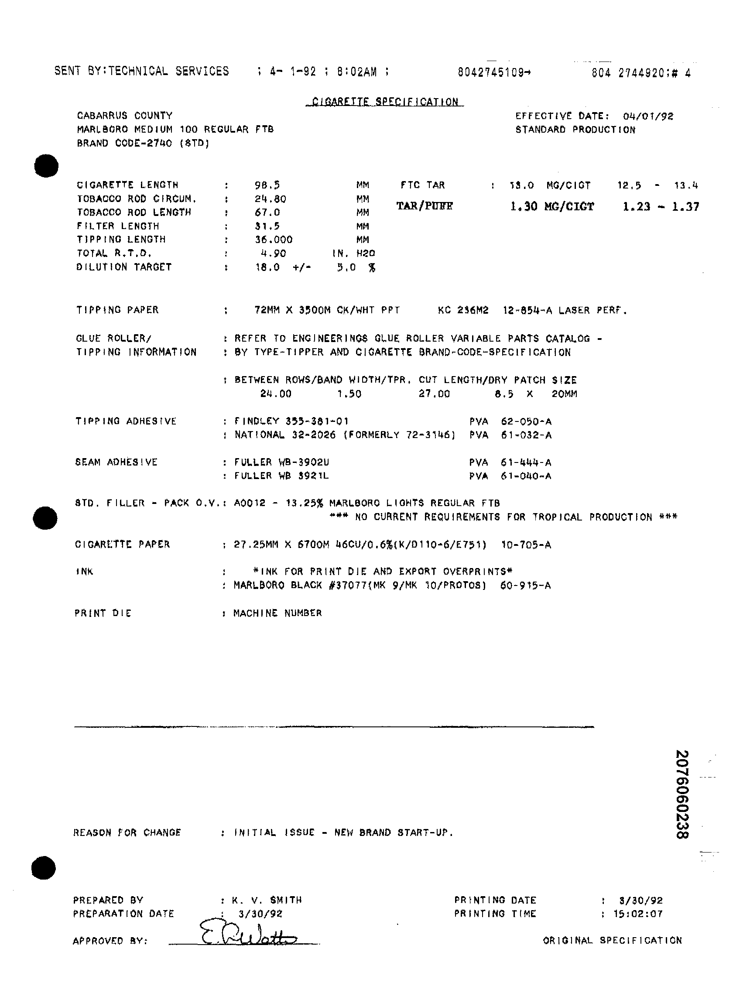 SENT BY:TECHNICAL SERVICES ; 4- 1-92 ; 8:02AM ; 8042745109→ 804 2744920;# 4
CIGARETTE SPECIFICATION
CABARRUS COUNTY EFFECTIVE DATE: 04/01/92
MARLBORO MEDIUM 100 REGULAR FTB STANDARD PRODUCTION
BRAND CODE-2740 (STD)
CIGARETTE LENGTH : 98.5 MM FTC TAR : 13.0 MG/CIGT 12.5 - 13.4
TOBACCO ROD CIRCUM. : 24.80 MM TAR/PUFF 1.30 MG/CIGT 1.23 - 1.37
TOBACCO ROD LENGTH : 67.0 MM
FILTER LENGTH : 31.5 MM
TIPPING LENGTH : 36.000 MM
TOTAL R.T.D. : 4.90 IN. H2O
DILUTION TARGET : 18.0 +/- 5.0 %
TIPPING PAPER : 72MM X 3500M CK/WHT PPT KC 236M2 12-854-A LASER PERF.
GLUE ROLLER/ : REFER TO ENGINEERINGS GLUE ROLLER VARIABLE PARTS CATALOG -
TIPPING INFORMATION : BY TYPE-TIPPER AND CIGARETTE BRAND-CODE-SPECIFICATION
: BETWEEN ROWS/BAND WIDTH/TPR. CUT LENGTH/DRY PATCH SIZE
24.00 1.50 27.00 8.5 X 20MM
TIPPING ADHESIVE : FINDLEY 355-381-01 PVA 62-050-A
: NATIONAL 32-2026 (FORMERLY 72-3146) PVA 61-032-A
SEAM ADHESIVE : FULLER WB-3902U PVA 61-444-A
: FULLER WB 3921L PVA 61-040-A
STD. FILLER - PACK O.V.: A0012 - 13.25% MARLBORO LIGHTS REGULAR FTB
*** NO CURRENT REQUIREMENTS FOR TROPICAL PRODUCTION ***
CIGARETTE PAPER : 27.25MM X 6700M 46CU/0.6%(K/D110-6/E751) 10-705-A
INK : *INK FOR PRINT DIE AND EXPORT OVERPRINTS*
: MARLBORO BLACK #37077(MK 9/MK 10/PROTOS) 60-915-A
PRINT DIE : MACHINE NUMBER
2076060238
REASON FOR CHANGE : INITIAL ISSUE - NEW BRAND START-UP.
PREPARED BY : K. V. SMITH PRINTING DATE : 3/30/92
PREPARATION DATE : 3/30/92 PRINTING TIME : 15:02:07
APPROVED BY: E. R. Watts ORIGINAL SPECIFICATION